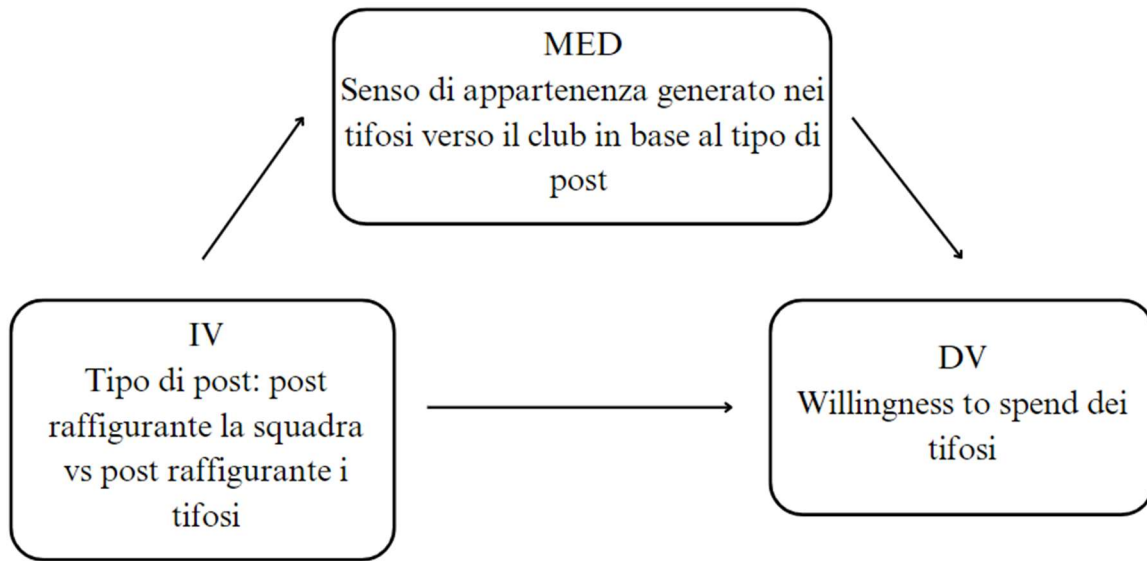 MED
Senso di appartenenza generato nei
tifosi verso il club in base al tipo di
post
IV
Tipo di post: post
raffigurante la squadra
vs post raffigurante i
tifosi
DV
Willingness to spend dei
tifosi